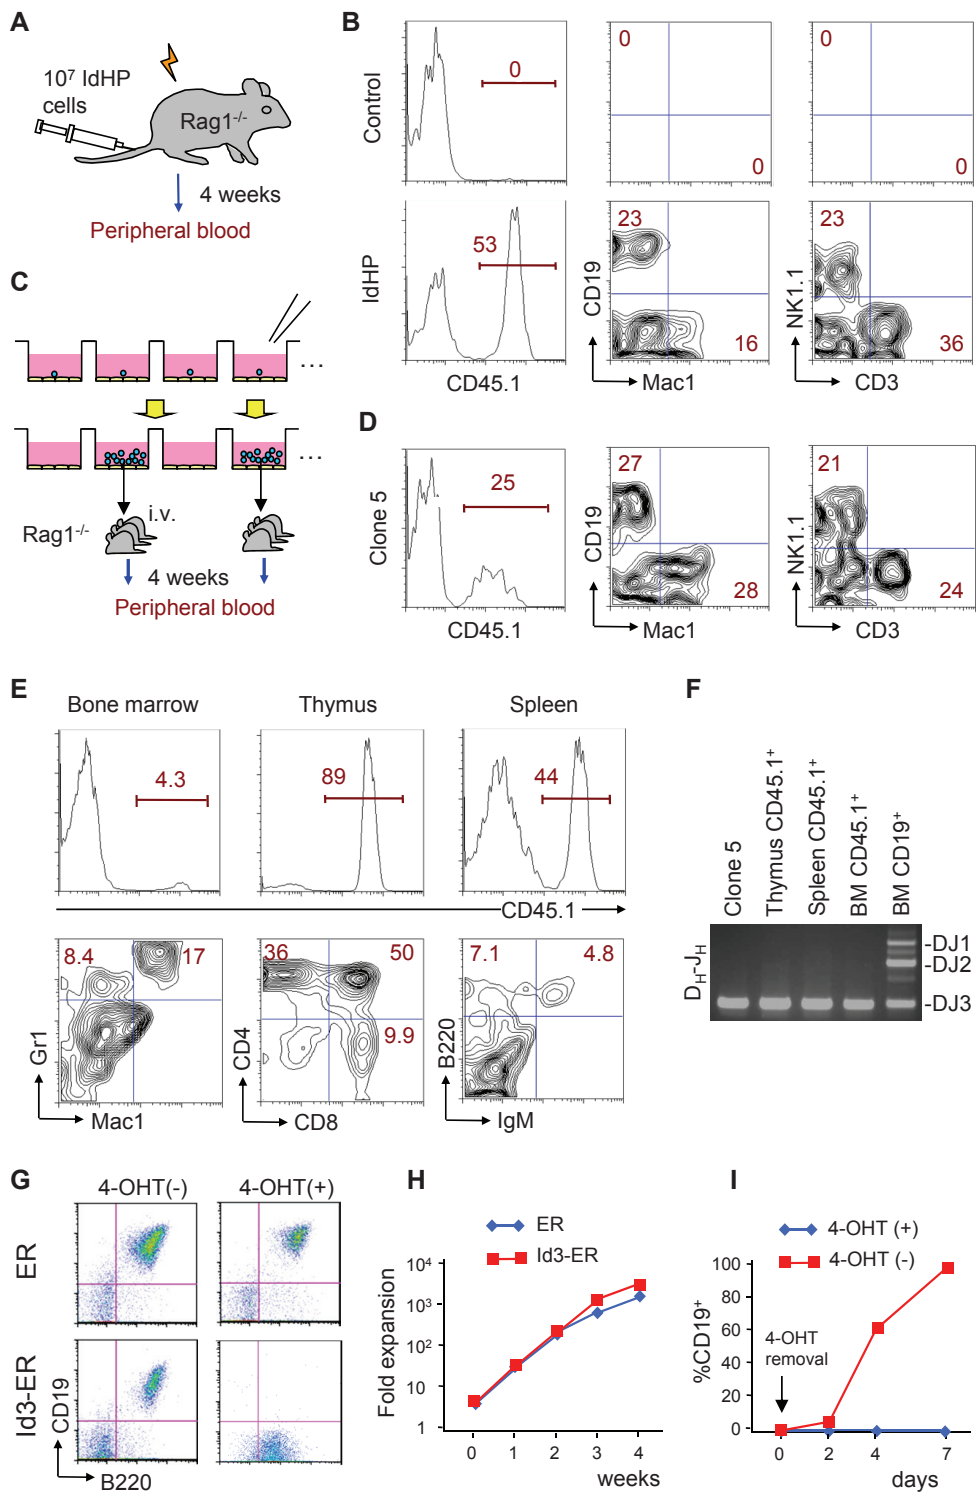 A
10⁷ IdHP
cells
Rag1⁻/⁻
4 weeks
Peripheral blood
B
Control
0
0
0
0
0
IdHP
53
23
16
23
36
CD45.1
CD19
Mac1
NK1.1
CD3
C
...
...
Rag1⁻/⁻
i.v.
4 weeks
Peripheral blood
D
Clone 5
25
27
28
21
24
CD45.1
CD19
Mac1
NK1.1
CD3
E
Bone marrow
Thymus
Spleen
4.3
89
44
CD45.1
8.4
17
36
50
9.9
7.1
4.8
Gr1
Mac1
CD4
CD8
B220
IgM
F
Clone 5
Thymus CD45.1⁺
Spleen CD45.1⁺
BM CD45.1⁺
BM CD19⁺
D_H-J_H
-DJ1
-DJ2
-DJ3
G
4-OHT(-)
4-OHT(+)
ER
Id3-ER
CD19
B220
H
ER
Id3-ER
Fold expansion
10⁴
10³
10²
10
1
0 1 2 3 4
weeks
I
4-OHT (+)
4-OHT (-)
%CD19⁺
100
80
60
40
20
0
4-OHT
removal
0 2 4 7
days